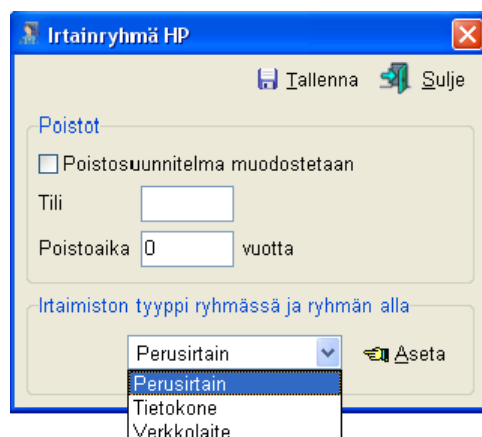 Irtainryhmä HP
Tallenna Sulje
Poistot
Poistosuunnitelma muodostetaan
Tili
Poistoaika 0 vuotta
Irtaimiston tyyppi ryhmässä ja ryhmän alla
Perusirtain Aseta
Perusirtain
Tietokone
Verkkolaite